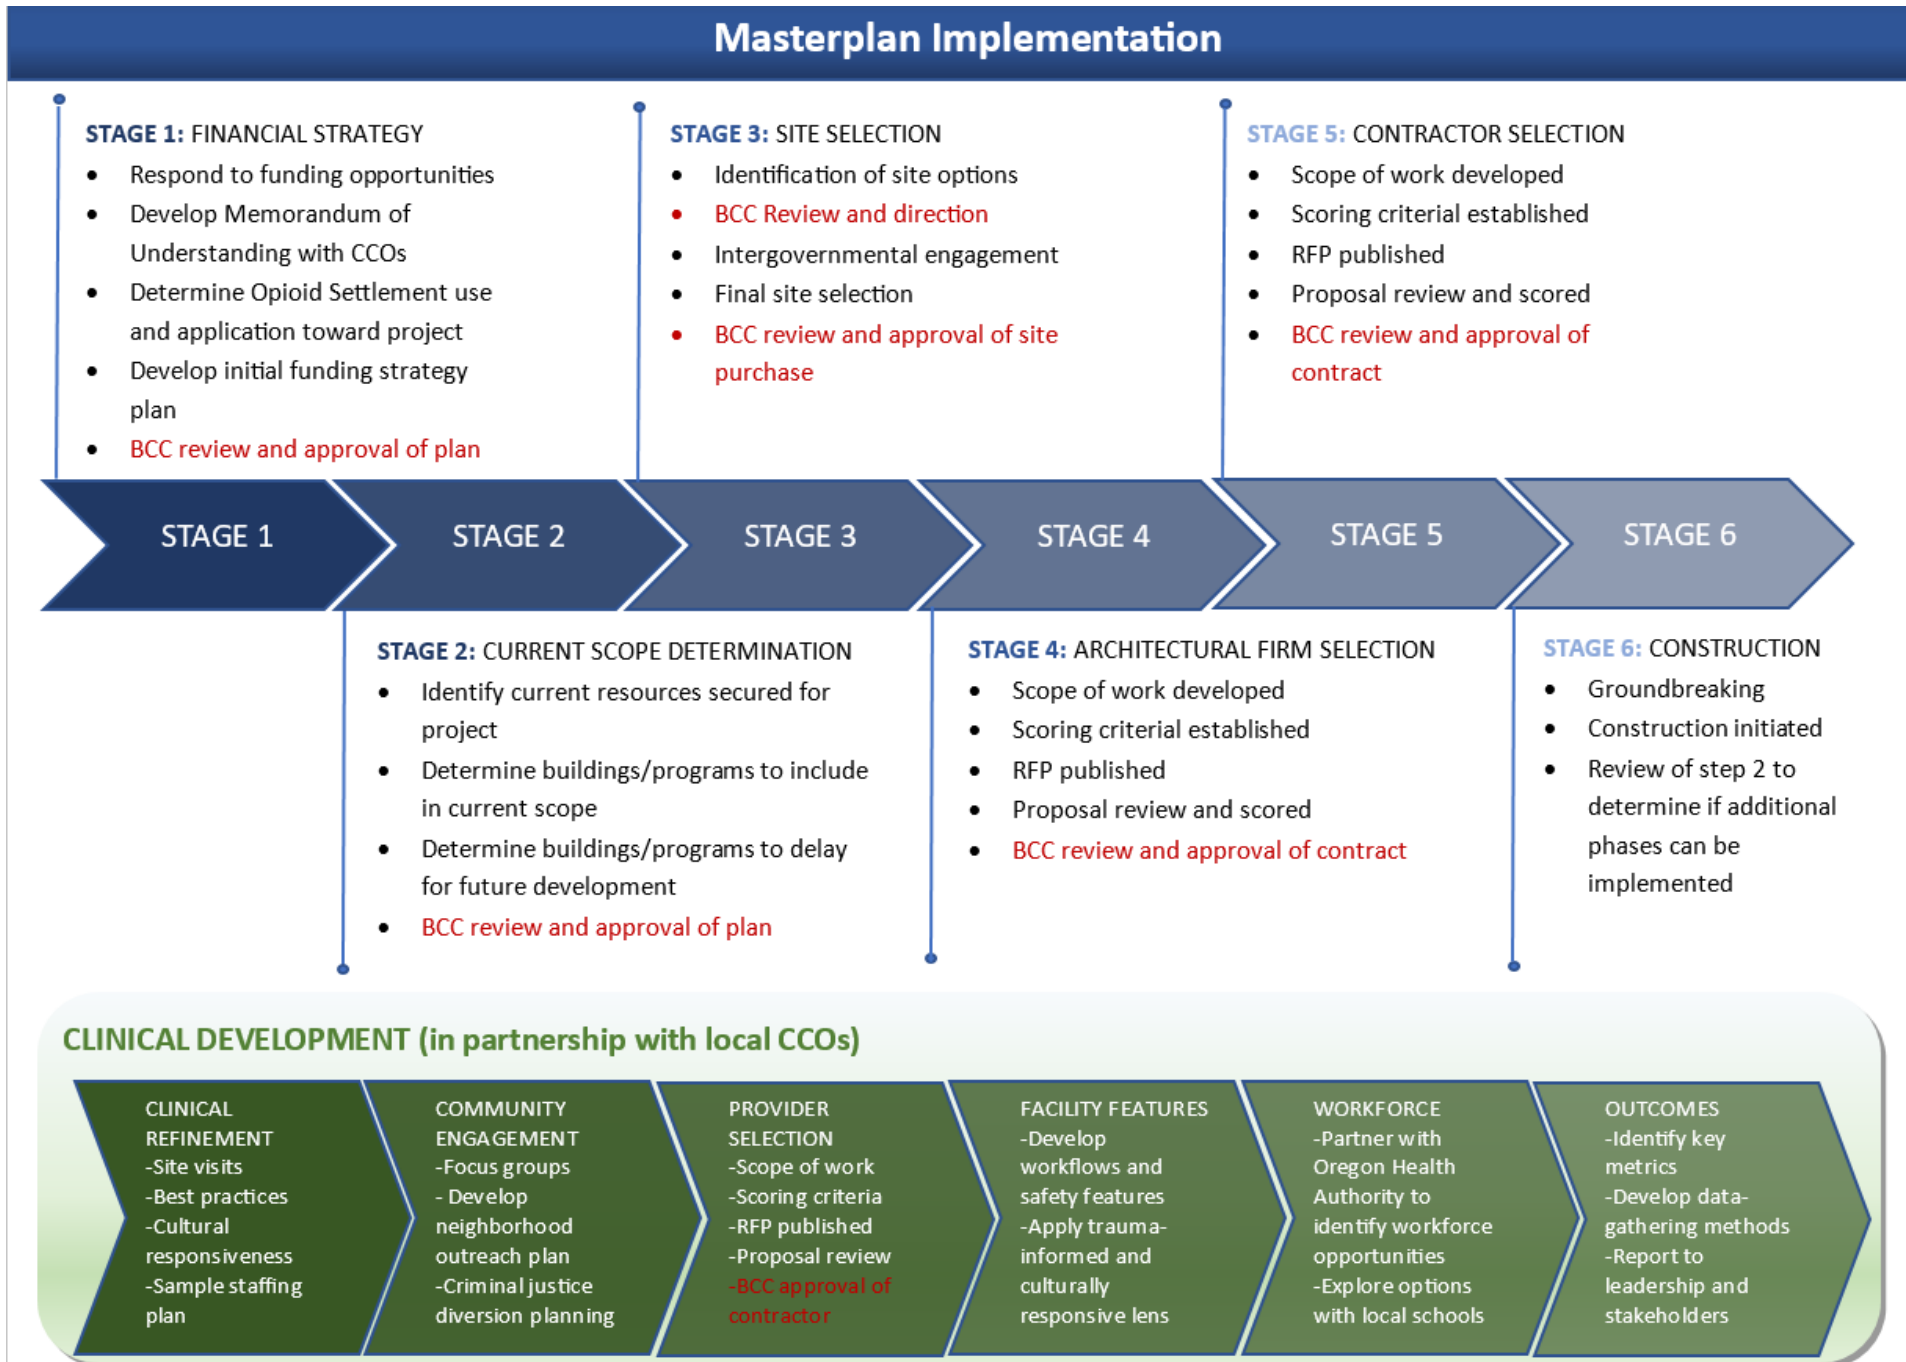 Masterplan Implementation
STAGE 1: FINANCIAL STRATEGY
• Respond to funding opportunities
• Develop Memorandum of
Understanding with CCOs
• Determine Opioid Settlement use
and application toward project
• Develop initial funding strategy
plan
• BCC review and approval of plan
STAGE 3: SITE SELECTION
• Identification of site options
• BCC Review and direction
• Intergovernmental engagement
• Final site selection
• BCC review and approval of site
purchase
STAGE 5: CONTRACTOR SELECTION
• Scope of work developed
• Scoring criterial established
• RFP published
• Proposal review and scored
• BCC review and approval of
contract
STAGE 1
STAGE 2
STAGE 3
STAGE 4
STAGE 5
STAGE 6
STAGE 2: CURRENT SCOPE DETERMINATION
• Identify current resources secured for
project
• Determine buildings/programs to include
in current scope
• Determine buildings/programs to delay
for future development
• BCC review and approval of plan
STAGE 4: ARCHITECTURAL FIRM SELECTION
• Scope of work developed
• Scoring criterial established
• RFP published
• Proposal review and scored
• BCC review and approval of contract
STAGE 6: CONSTRUCTION
• Groundbreaking
• Construction initiated
• Review of step 2 to
determine if additional
phases can be
implemented
CLINICAL DEVELOPMENT (in partnership with local CCOs)
CLINICAL
REFINEMENT
-Site visits
-Best practices
-Cultural
responsiveness
-Sample staffing
plan
COMMUNITY
ENGAGEMENT
-Focus groups
- Develop
neighborhood
outreach plan
-Criminal justice
diversion planning
PROVIDER
SELECTION
-Scope of work
-Scoring criteria
-RFP published
-Proposal review
-BCC approval of
contractor
FACILITY FEATURES
-Develop
workflows and
safety features
-Apply trauma-
informed and
culturally
responsive lens
WORKFORCE
-Partner with
Oregon Health
Authority to
identify workforce
opportunities
-Explore options
with local schools
OUTCOMES
-Identify key
metrics
-Develop data-
gathering methods
-Report to
leadership and
stakeholders